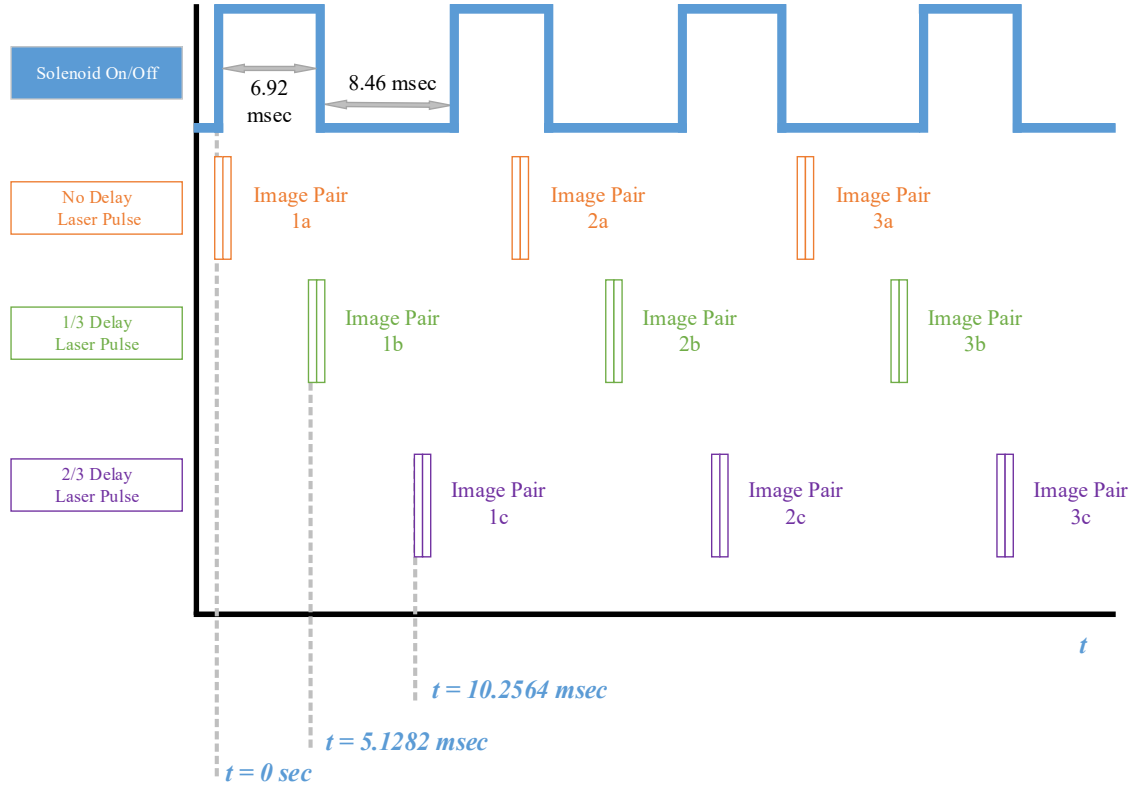 Solenoid On/Off
6.92
msec
8.46 msec
No Delay
Laser Pulse
Image Pair
1a
Image Pair
2a
Image Pair
3a
1/3 Delay
Laser Pulse
Image Pair
1b
Image Pair
2b
Image Pair
3b
2/3 Delay
Laser Pulse
Image Pair
1c
Image Pair
2c
Image Pair
3c
t
t = 10.2564 msec
t = 5.1282 msec
t = 0 sec